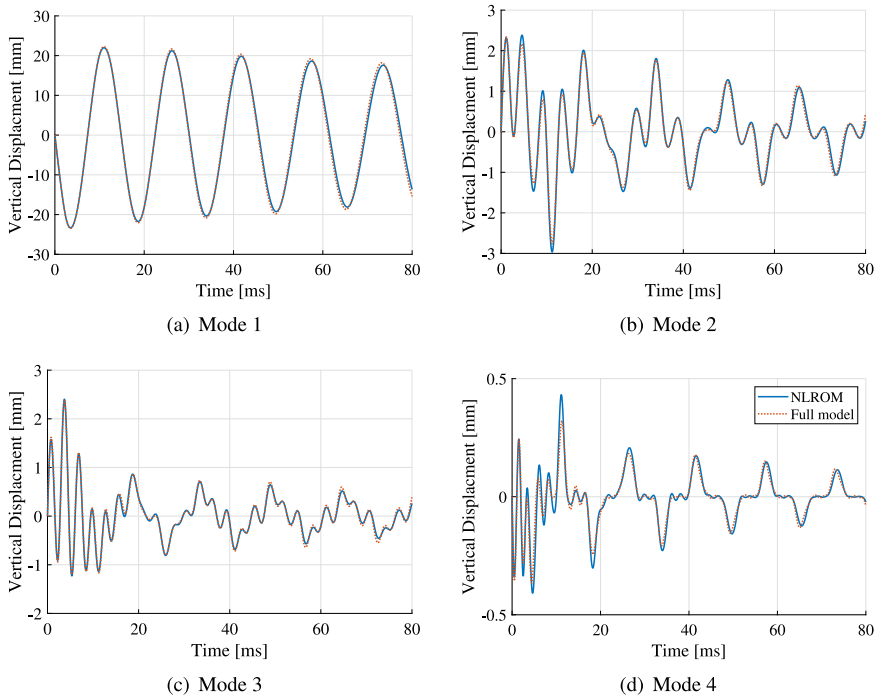 Vertical Displacment [mm]
30
20
10
0
-10
-20
-30
0 20 40 60 80
Time [ms]
(a) Mode 1
Vertical Displacment [mm]
3
2
1
0
-1
-2
-3
0 20 40 60 80
Time [ms]
(b) Mode 2
Vertical Displacment [mm]
3
2
1
0
-1
-2
0 20 40 60 80
Time [ms]
(c) Mode 3
Vertical Displacment [mm]
0.5
0
-0.5
NLROM
Full model
0 20 40 60 80
Time [ms]
(d) Mode 4